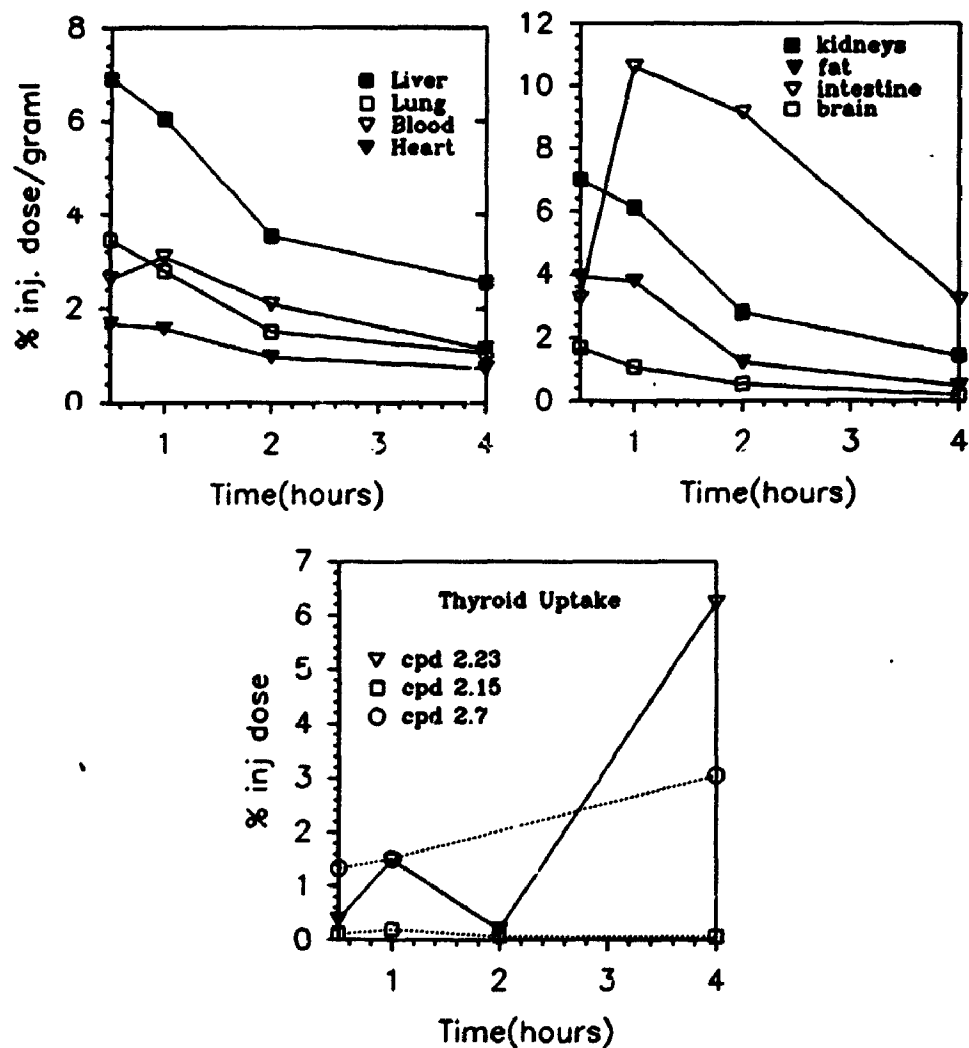 % inj. dose/graml
8
6
4
2
0
Liver
Lung
Blood
Heart
1 2 3 4
Time(hours)
12
10
8
6
4
2
0
kidneys
fat
intestine
brain
1 2 3 4
Time(hours)
% inj dose
7
6
5
4
3
2
1
0
Thyroid Uptake
cpd 2.23
cpd 2.15
cpd 2.7
1 2 3 4
Time(hours)